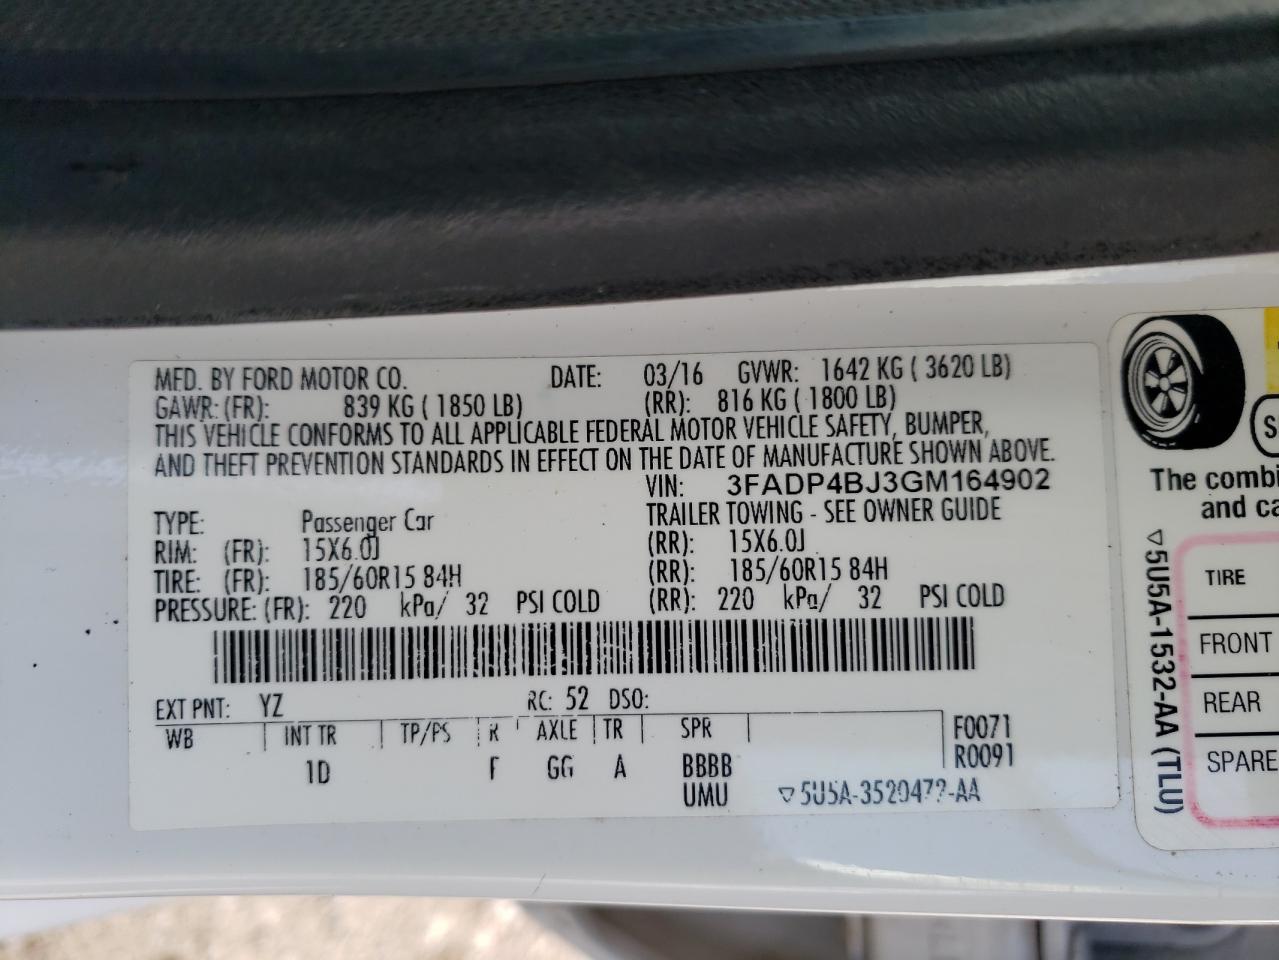 MFD. BY FORD MOTOR CO. DATE: 03/16 GVWR: 1642 KG ( 3620 LB)
GAWR:(FR): 839 KG ( 1850 LB) (RR): 816 KG ( 1800 LB)
THIS VEHICLE CONFORMS TO ALL APPLICABLE FEDERAL MOTOR VEHICLE SAFETY, BUMPER,
AND THEFT PREVENTION STANDARDS IN EFFECT ON THE DATE OF MANUFACTURE SHOWN ABOVE.
VIN: 3FADP4BJ3GM164902
TYPE: Passenger Car TRAILER TOWING - SEE OWNER GUIDE
RIM: (FR): 15X6.0J (RR): 15X6.0J
TIRE: (FR): 185/60R15 84H (RR): 185/60R15 84H
PRESSURE: (FR): 220 kPa/ 32 PSI COLD (RR): 220 kPa/ 32 PSI COLD
EXT PNT: YZ RC: 52 DSO:
WB INT TR TP/PS R AXLE TR SPR F0071
1D F GG A BBBB R0091
UMU ▽5U5A-3520472-AA
The combi
and ca
▽5U5A-1532-AA (TLU)
TIRE
FRONT
REAR
SPARE